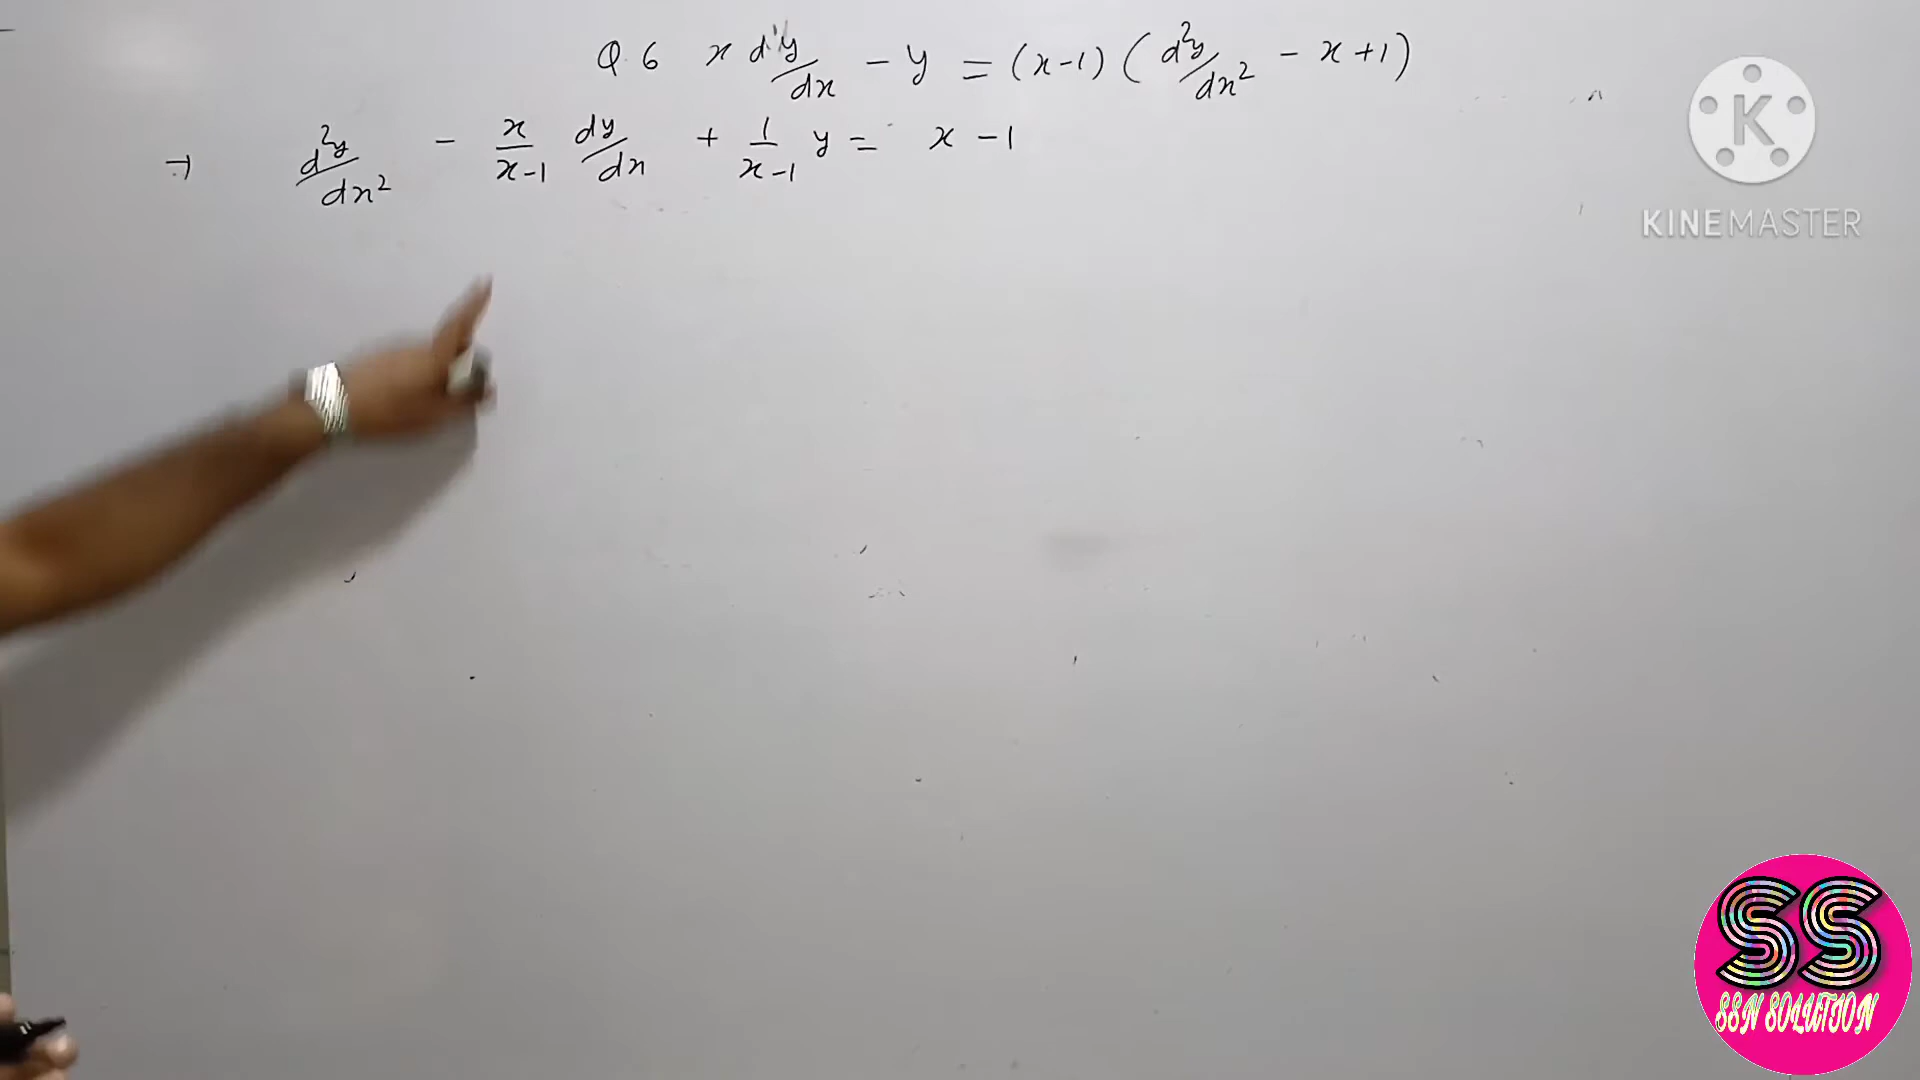 Q.6 x dy/dx - y = (x-1) ( d²y/dx² - x + 1 )
⇒ d²y/dx² - x/x-1 dy/dx + 1/x-1 y = x - 1
KINEMASTER
SS
SSN SOLUTION